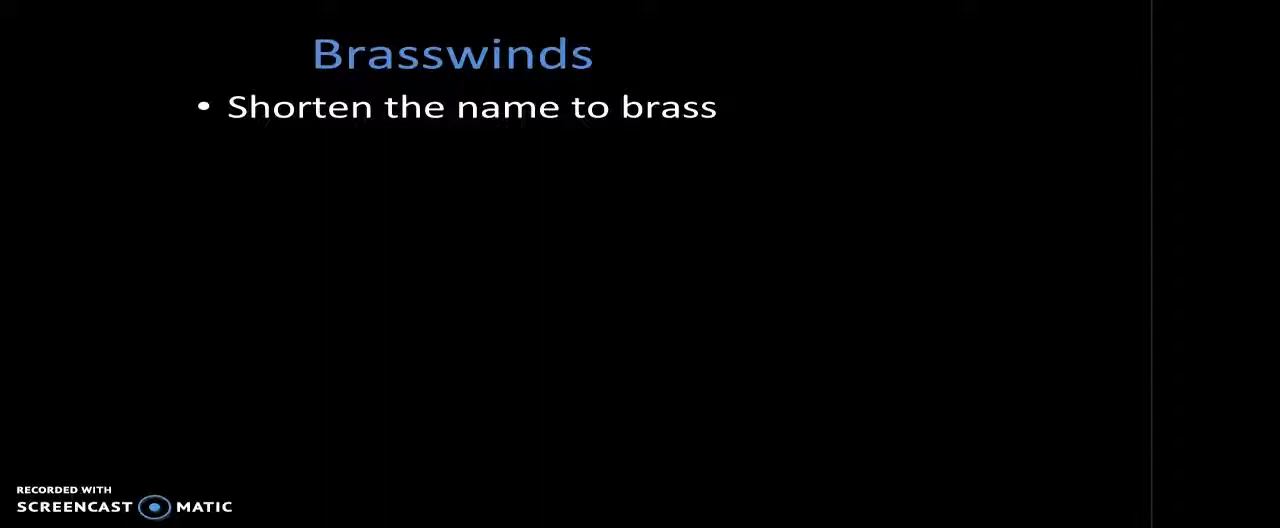 Brasswinds
• Shorten the name to brass
RECORDED WITH
SCREENCAST MATIC